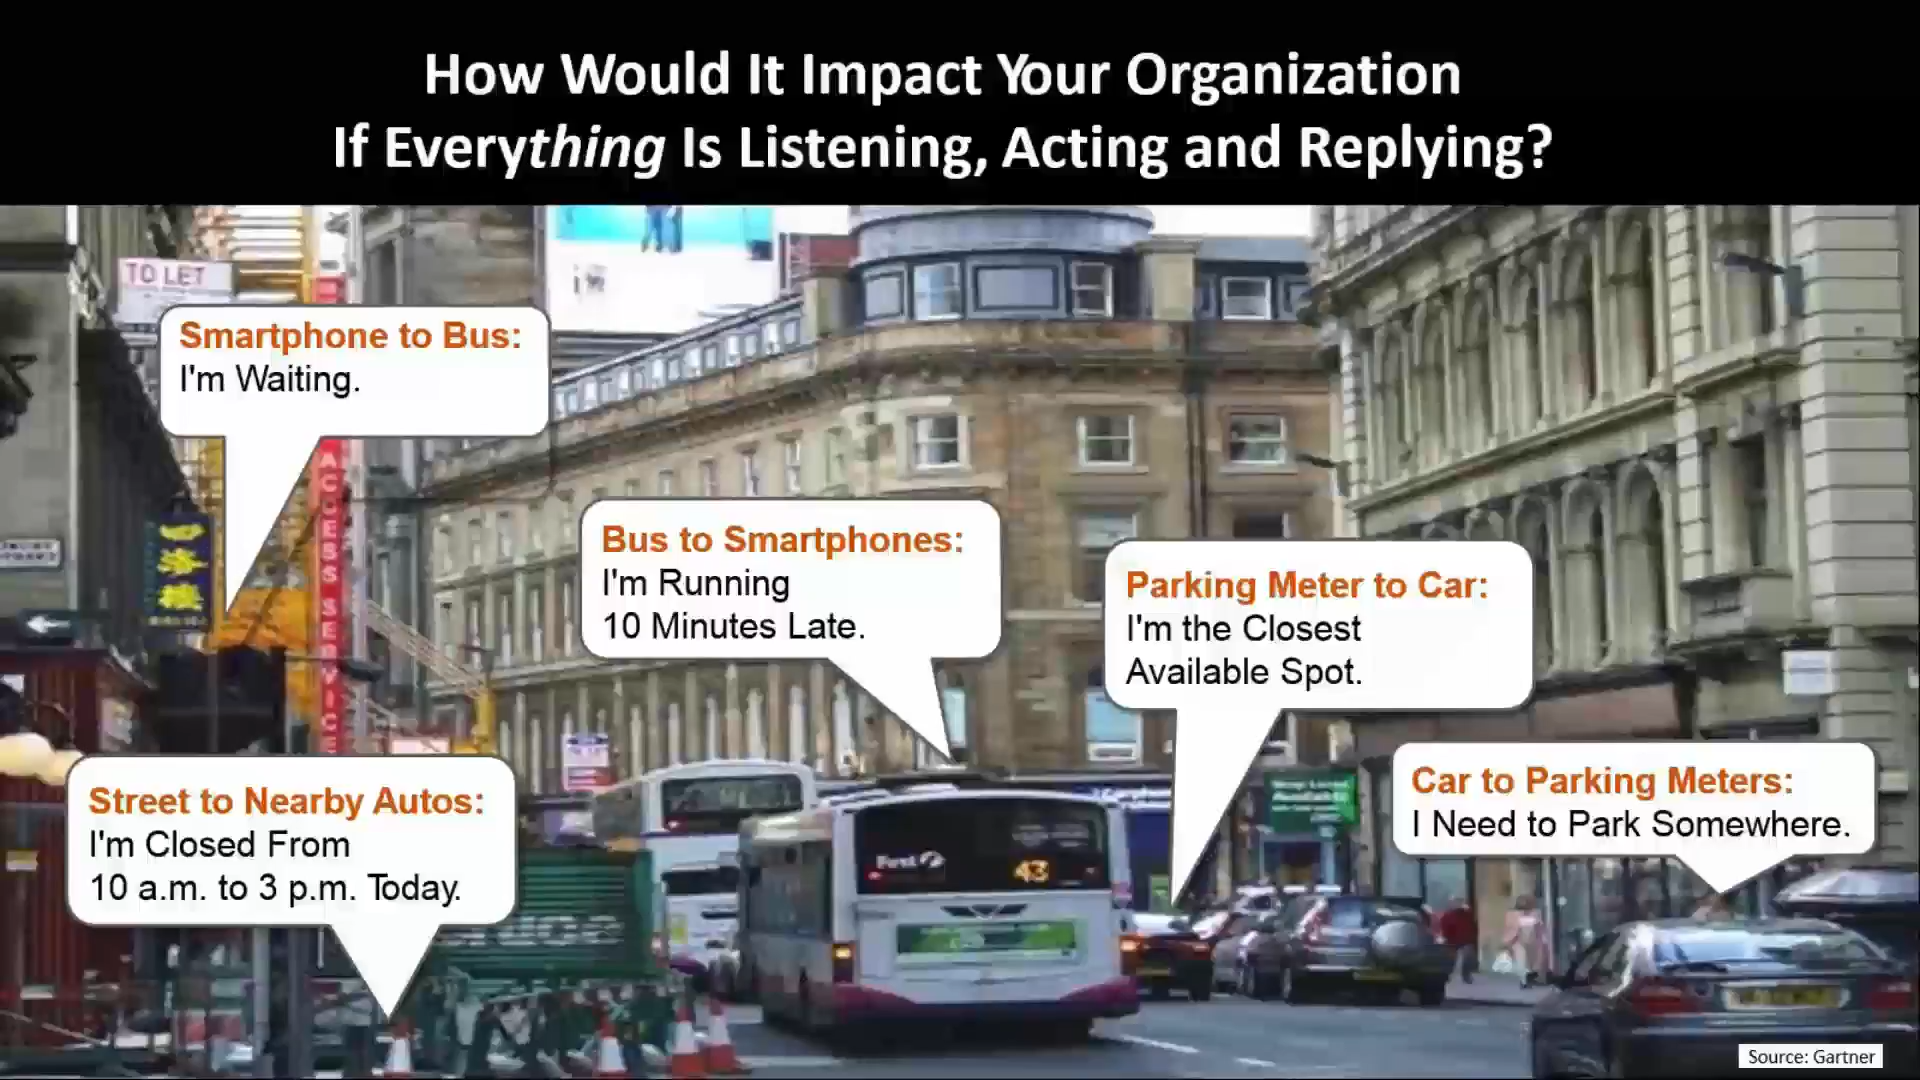 How Would It Impact Your Organization
If Everything Is Listening, Acting and Replying?
TO LET
Smartphone to Bus:
I'm Waiting.
ACCESS SERVICE
Bus to Smartphones:
I'm Running
10 Minutes Late.
Parking Meter to Car:
I'm the Closest
Available Spot.
Street to Nearby Autos:
I'm Closed From
10 a.m. to 3 p.m. Today.
Car to Parking Meters:
I Need to Park Somewhere.
First
43
Source: Gartner